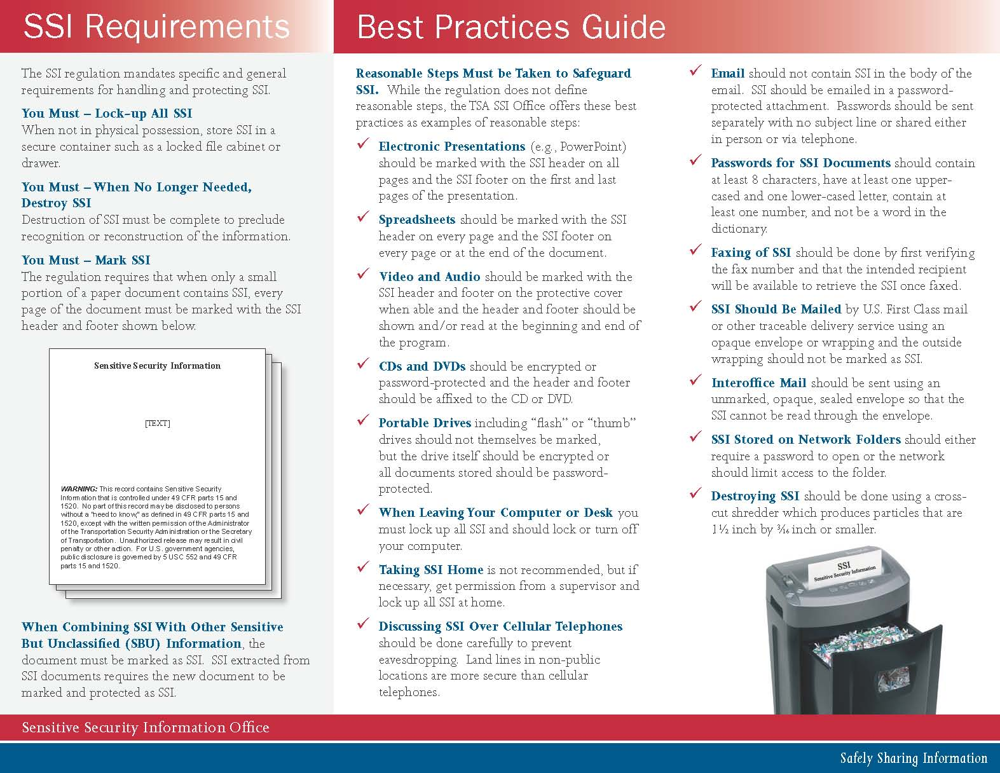 SSI Requirements
The SSI regulation mandates specific and general
requirements for handling and protecting SSI.
You Must – Lock-up All SSI
When not in physical possession, store SSI in a
secure container such as a locked file cabinet or
drawer.
You Must – When No Longer Needed,
Destroy SSI
Destruction of SSI must be complete to preclude
recognition or reconstruction of the information.
You Must – Mark SSI
The regulation requires that when only a small
portion of a paper document contains SSI, every
page of the document must be marked with the SSI
header and footer shown below.
Sensitive Security Information
[TEXT]
WARNING: This record contains Sensitive Security
Information that is controlled under 49 CFR parts 15 and
1520. No part of this record may be disclosed to persons
without a "need to know," as defined in 49 CFR parts 15 and
1520, except with the written permission of the Administrator
of the Transportation Security Administration or the Secretary
of Transportation. Unauthorized release may result in civil
penalty or other action. For U.S. government agencies,
public disclosure is governed by 5 USC 552 and 49 CFR
parts 15 and 1520.
When Combining SSI With Other Sensitive
But Unclassified (SBU) Information, the
document must be marked as SSI. SSI extracted from
SSI documents requires the new document to be
marked and protected as SSI.
Best Practices Guide
Reasonable Steps Must be Taken to Safeguard
SSI. While the regulation does not define
reasonable steps, the TSA SSI Office offers these best
practices as examples of reasonable steps:
✓ Electronic Presentations (e.g., PowerPoint)
should be marked with the SSI header on all
pages and the SSI footer on the first and last
pages of the presentation.
✓ Spreadsheets should be marked with the SSI
header on every page and the SSI footer on
every page or at the end of the document.
✓ Video and Audio should be marked with the
SSI header and footer on the protective cover
when able and the header and footer should be
shown and/or read at the beginning and end of
the program.
✓ CDs and DVDs should be encrypted or
password-protected and the header and footer
should be affixed to the CD or DVD.
✓ Portable Drives including “flash” or “thumb”
drives should not themselves be marked,
but the drive itself should be encrypted or
all documents stored should be password-
protected.
✓ When Leaving Your Computer or Desk you
must lock up all SSI and should lock or turn off
your computer.
✓ Taking SSI Home is not recommended, but if
necessary, get permission from a supervisor and
lock up all SSI at home.
✓ Discussing SSI Over Cellular Telephones
should be done carefully to prevent
eavesdropping. Land lines in non-public
locations are more secure than cellular
telephones.
✓ Email should not contain SSI in the body of the
email. SSI should be emailed in a password-
protected attachment. Passwords should be sent
separately with no subject line or shared either
in person or via telephone.
✓ Passwords for SSI Documents should contain
at least 8 characters, have at least one upper-
cased and one lower-cased letter, contain at
least one number, and not be a word in the
dictionary.
✓ Faxing of SSI should be done by first verifying
the fax number and that the intended recipient
will be available to retrieve the SSI once faxed.
✓ SSI Should Be Mailed by U.S. First Class mail
or other traceable delivery service using an
opaque envelope or wrapping and the outside
wrapping should not be marked as SSI.
✓ Interoffice Mail should be sent using an
unmarked, opaque, sealed envelope so that the
SSI cannot be read through the envelope.
✓ SSI Stored on Network Folders should either
require a password to open or the network
should limit access to the folder.
✓ Destroying SSI should be done using a cross-
cut shredder which produces particles that are
1½ inch by 3⁄16 inch or smaller.
SSI
Sensitive Security Information
Sensitive Security Information Office
Safely Sharing Information